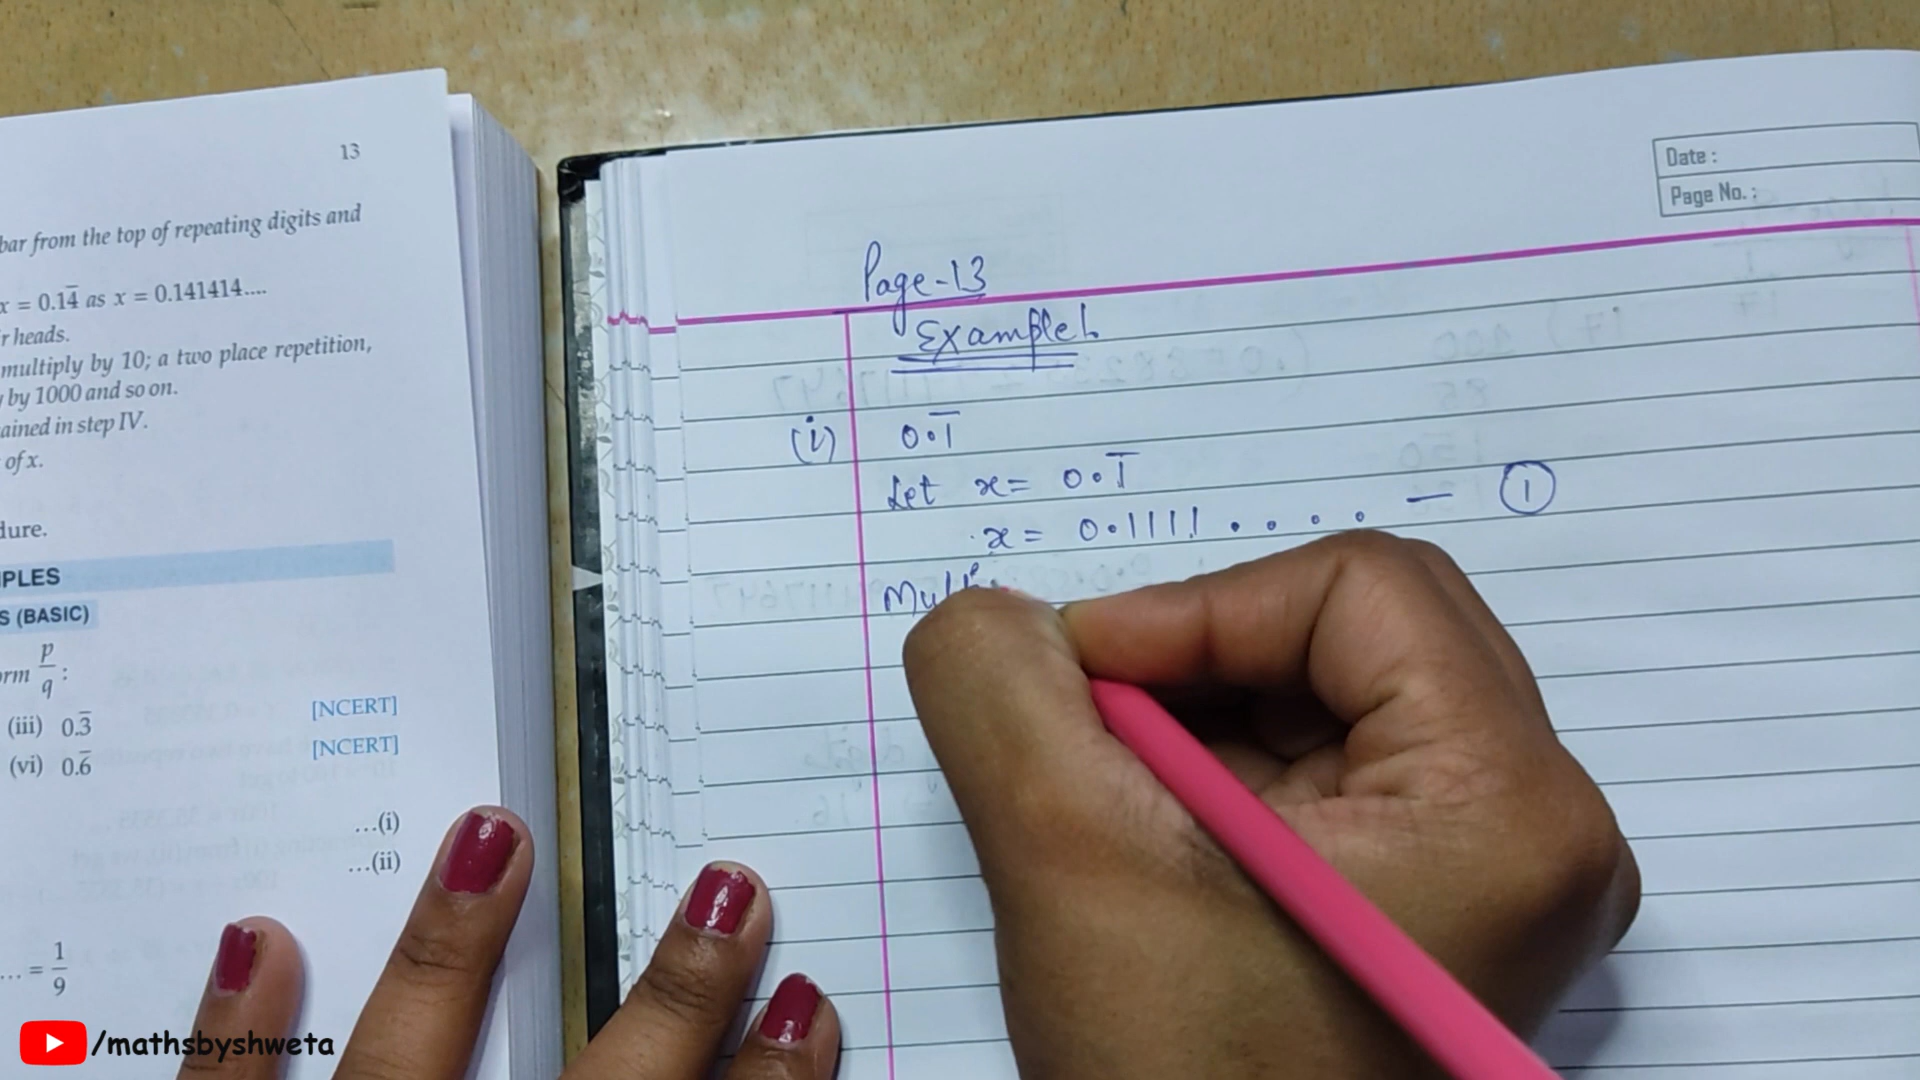 13
bar from the top of repeating digits and
x = 0.14̅ as x = 0.141414....
r heads.
multiply by 10; a two place repetition,
by 1000 and so on.
ained in step IV.
of x.
dure.
PLES
S (BASIC)
rm p/q :
(iii) 0.3̅ [NCERT]
(vi) 0.6̅ [NCERT]
...(i)
...(ii)
... = 1/9
Date :
Page No. :
Page-13
Example 1.
(i) 0.1̅
Let x = 0.1̅
x = 0.1111.... — ①
Mult
/mathsbyshweta